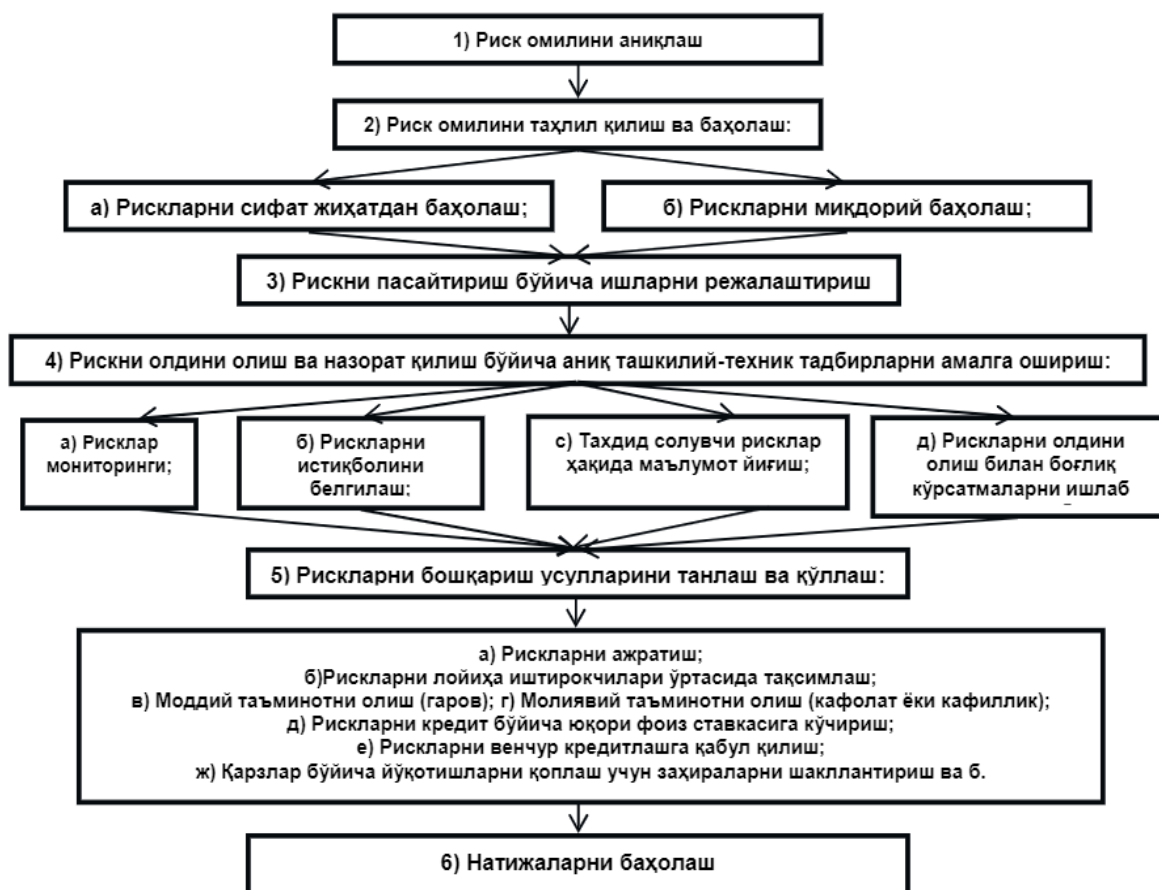 1) Риск омилини аниқлаш
2) Риск омилини таҳлил қилиш ва баҳолаш:
а) Рискларни сифат жиҳатдан баҳолаш;
б) Рискларни миқдорий баҳолаш;
3) Рискни пасайтириш бўйича ишларни режалаштириш
4) Рискни олдини олиш ва назорат қилиш бўйича аниқ ташкилий-техник тадбирларни амалга ошириш:
а) Рисклар
мониторинги;
б) Рискларни
истиқболини
белгилаш;
с) Тахдид солувчи рисклар
ҳақида маълумот йиғиш;
д) Рискларни олдини
олиш билан боғлиқ
кўрсатмаларни ишлаб
5) Рискларни бошқариш усулларини танлаш ва қўллаш:
а) Рискларни ажратиш;
б)Рискларни лойиҳа иштирокчилари ўртасида тақсимлаш;
в) Моддий таъминотни олиш (гаров); г) Молиявий таъминотни олиш (кафолат ёки кафиллик);
д) Рискларни кредит бўйича юқори фоиз ставкасига кўчириш;
е) Рискларни венчур кредитлашга қабул қилиш;
ж) Қарзлар бўйича йўқотишларни қоплаш учун заҳираларни шакллантириш ва б.
6) Натижаларни баҳолаш